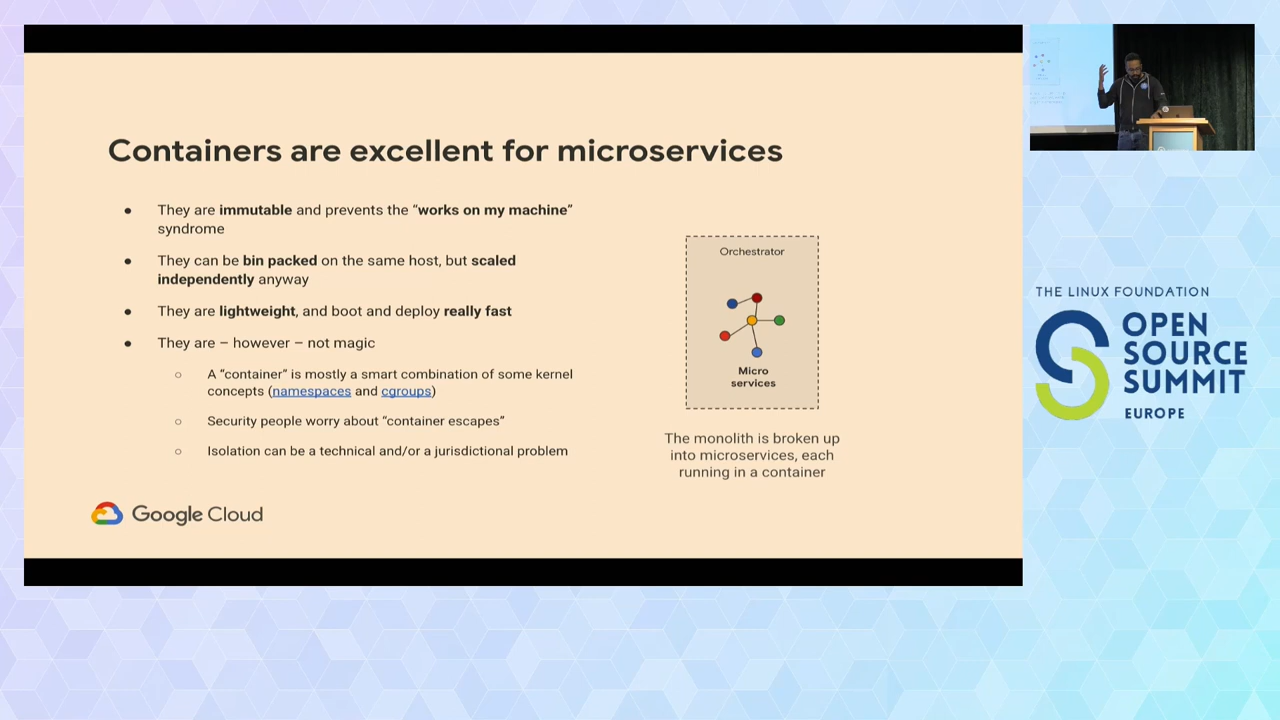 Containers are excellent for microservices
● They are immutable and prevents the “works on my machine”
syndrome
● They can be bin packed on the same host, but scaled
independently anyway
● They are lightweight, and boot and deploy really fast
● They are – however – not magic
○ A “container” is mostly a smart combination of some kernel
concepts (namespaces and cgroups)
○ Security people worry about “container escapes”
○ Isolation can be a technical and/or a jurisdictional problem
Orchestrator
Micro
services
The monolith is broken up
into microservices, each
running in a container
Google Cloud
THE LINUX FOUNDATION
OPEN
SOURCE
SUMMIT
EUROPE